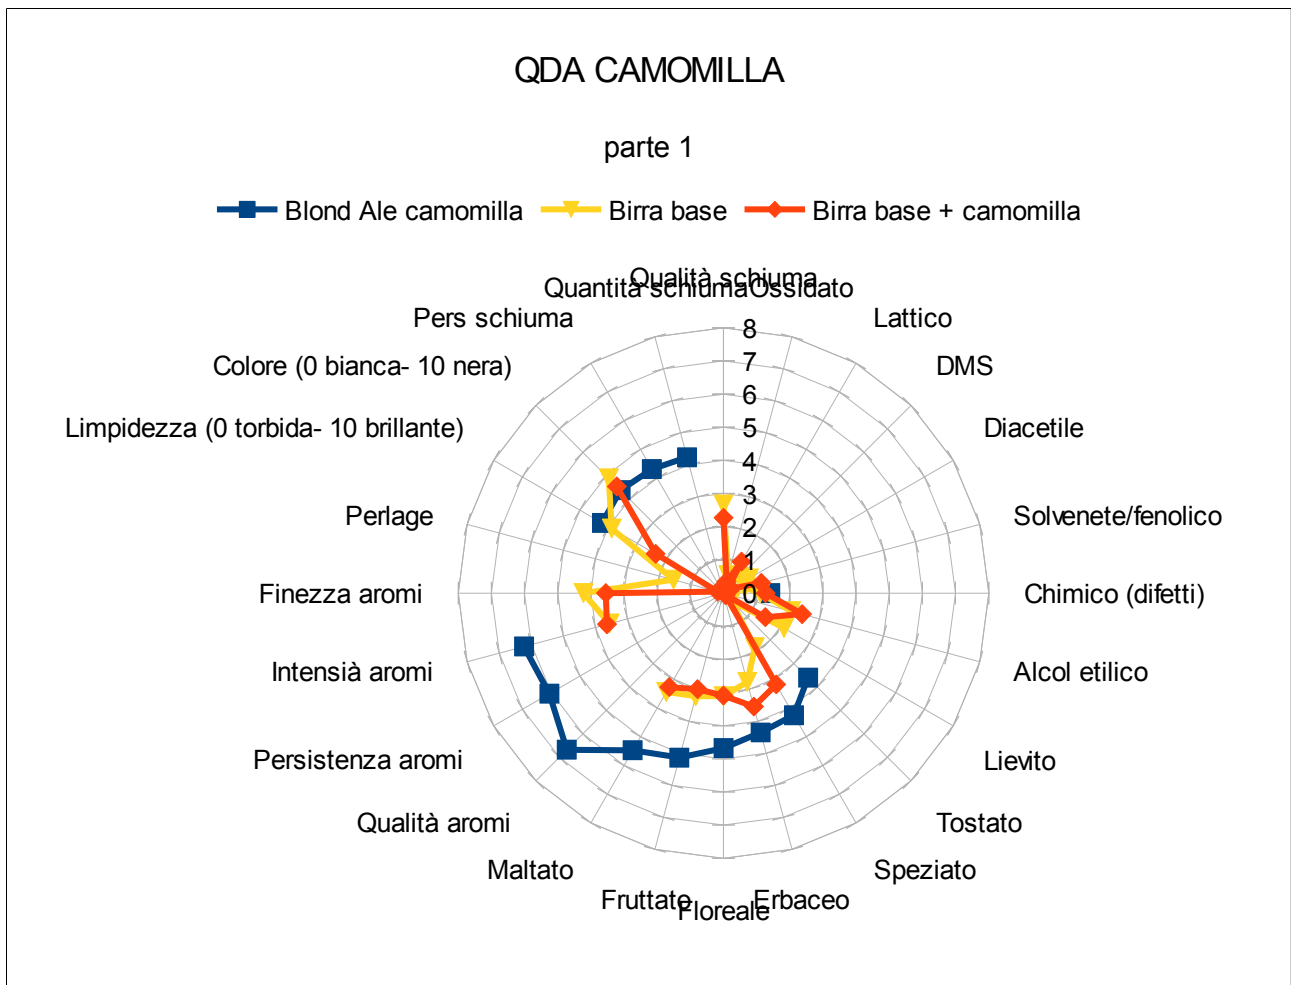 QDA CAMOMILLA
parte 1
Blond Ale camomilla Birra base Birra base + camomilla
Qualità schiuma
Quantità schiuma Ossidato
Pers schiuma Lattico
8
7
Colore (0 bianca- 10 nera) DMS
6
5
Limpidezza (0 torbida- 10 brillante) Diacetile
4
3
Perlage Solvenete/fenolico
2
1
Finezza aromi 0 Chimico (difetti)
Intensià aromi Alcol etilico
Persistenza aromi Lievito
Qualità aromi Tostato
Maltato Speziato
Fruttato Erbaceo
Floreale